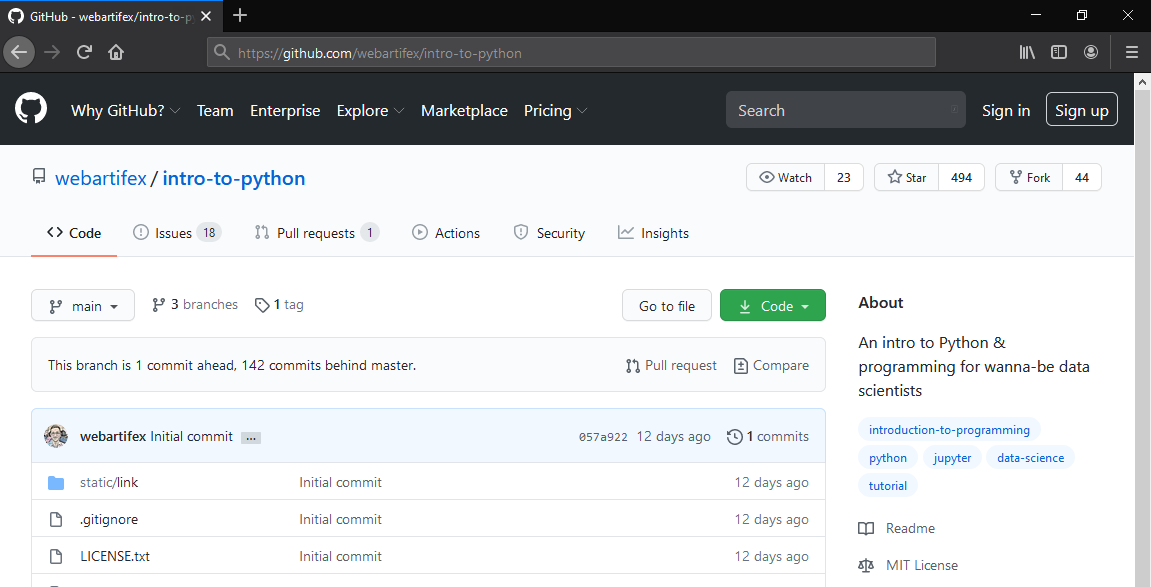 GitHub - webartifex/intro-to-py
https://github.com/webartifex/intro-to-python
Why GitHub? Team Enterprise Explore Marketplace Pricing Search Sign in Sign up
webartifex / intro-to-python Watch 23 Star 494 Fork 44
Code Issues 18 Pull requests 1 Actions Security Insights
main 3 branches 1 tag Go to file Code
This branch is 1 commit ahead, 142 commits behind master. Pull request Compare
webartifex Initial commit ... 057a922 12 days ago 1 commits
static/link Initial commit 12 days ago
.gitignore Initial commit 12 days ago
LICENSE.txt Initial commit 12 days ago
About
An intro to Python &
programming for wanna-be data
scientists
introduction-to-programming
python jupyter data-science
tutorial
Readme
MIT License